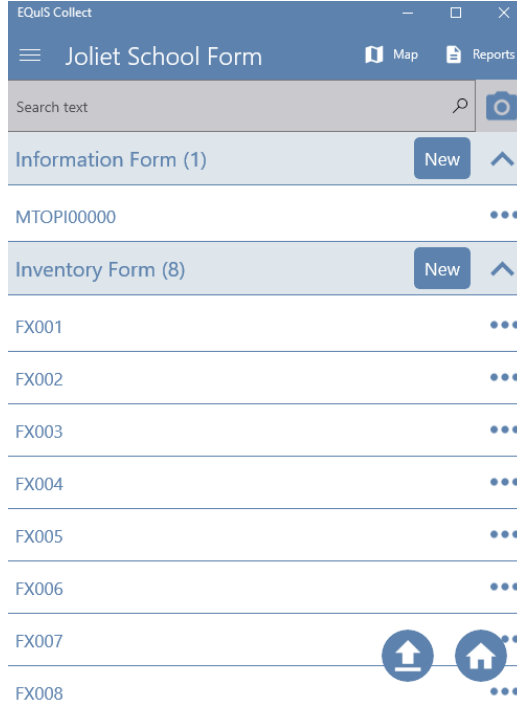 EQuIS Collect
Joliet School Form Map Reports
Search text
Information Form (1) New
MTOPI00000
Inventory Form (8) New
FX001
FX002
FX003
FX004
FX005
FX006
FX007
FX008